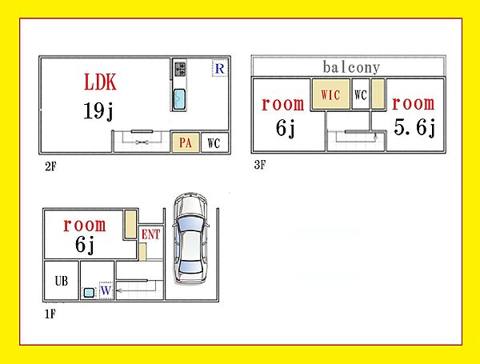 LDK
19j
R
PA
WC
2F
balcony
room
6j
WIC
WC
room
5.6j
3F
room
6j
ENT
UB
W
1F